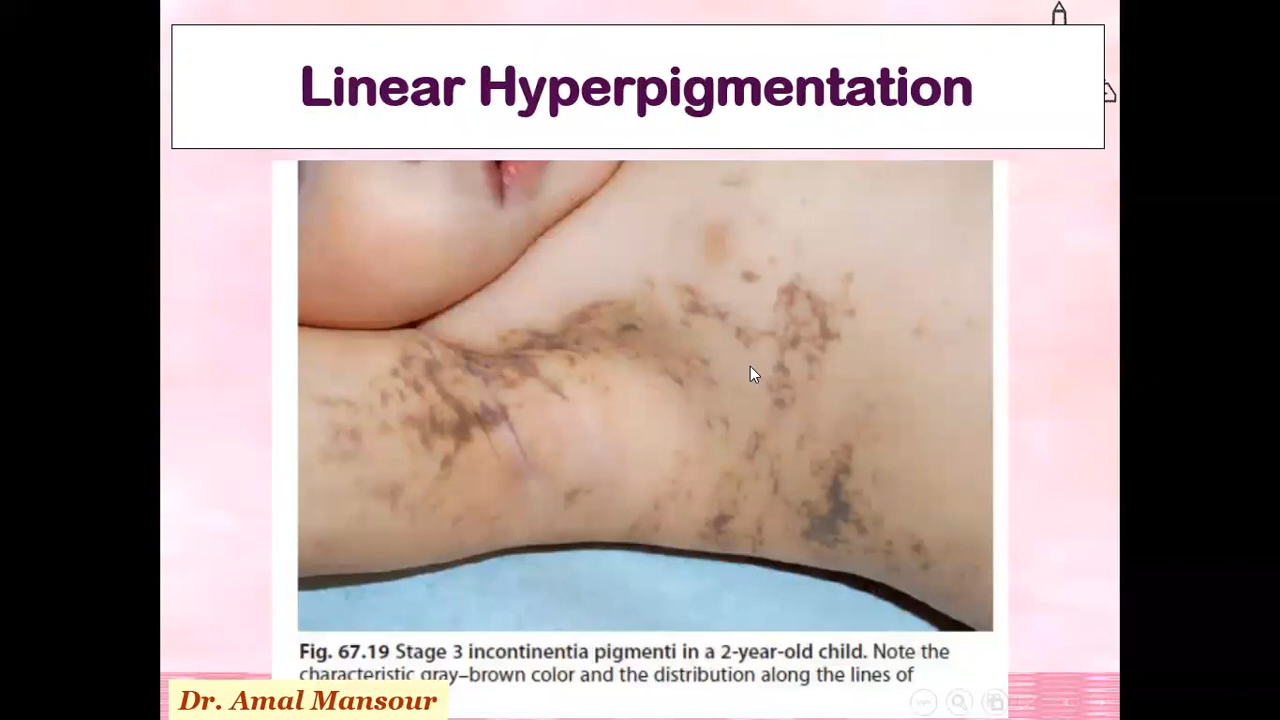 Linear Hyperpigmentation
Fig. 67.19 Stage 3 incontinentia pigmenti in a 2-year-old child. Note the
characteristic gray–brown color and the distribution along the lines of
Dr. Amal Mansour